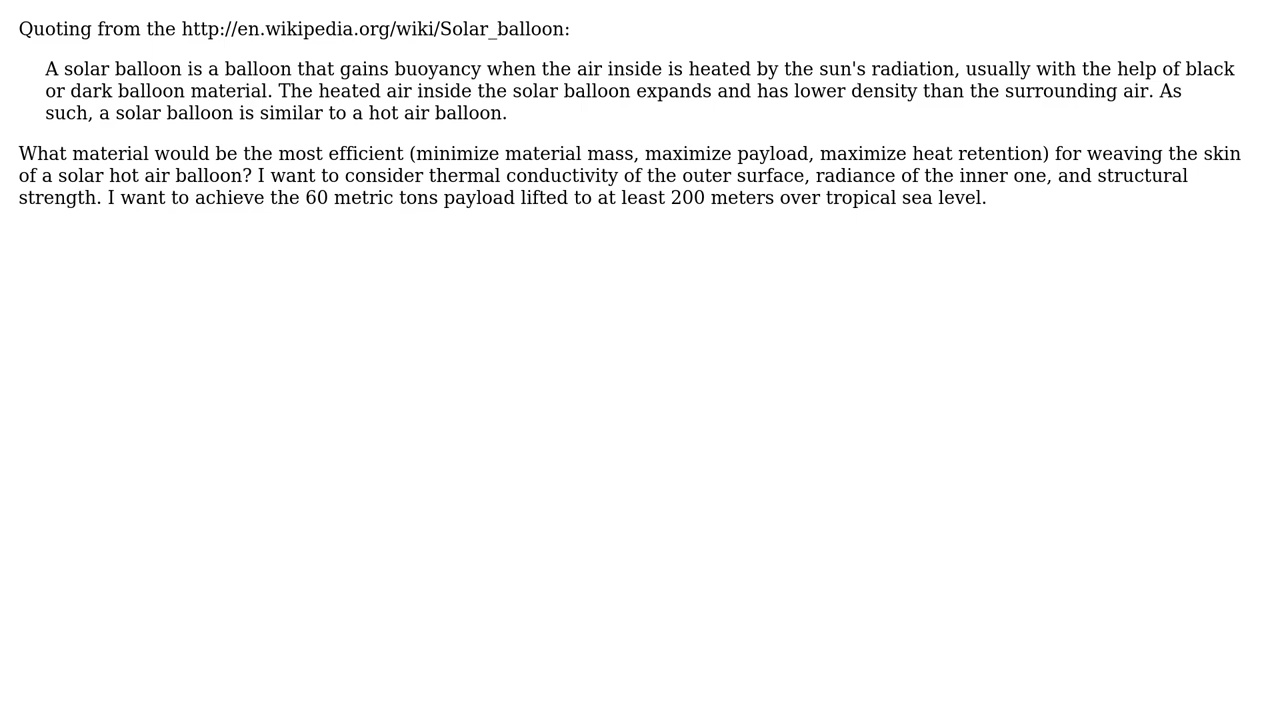 Quoting from the http://en.wikipedia.org/wiki/Solar_balloon:
A solar balloon is a balloon that gains buoyancy when the air inside is heated by the sun's radiation, usually with the help of black
or dark balloon material. The heated air inside the solar balloon expands and has lower density than the surrounding air. As
such, a solar balloon is similar to a hot air balloon.
What material would be the most efficient (minimize material mass, maximize payload, maximize heat retention) for weaving the skin
of a solar hot air balloon? I want to consider thermal conductivity of the outer surface, radiance of the inner one, and structural
strength. I want to achieve the 60 metric tons payload lifted to at least 200 meters over tropical sea level.